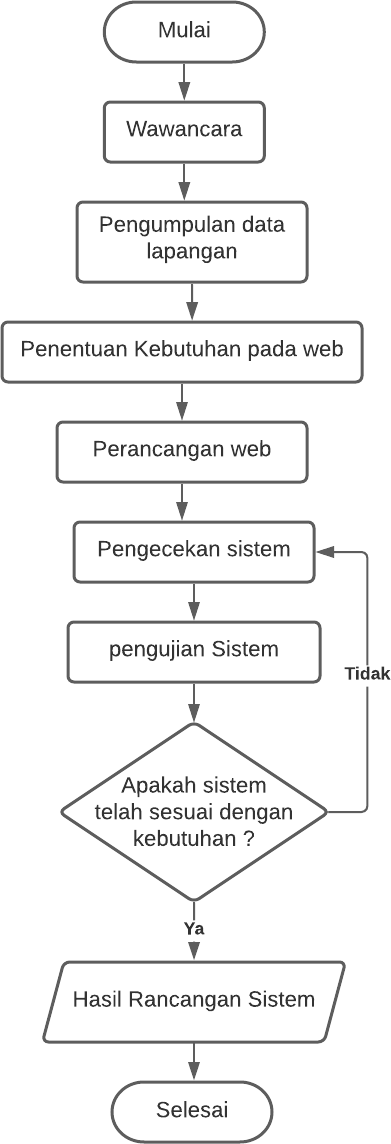 Mulai
Wawancara
Pengumpulan data
lapangan
Penentuan Kebutuhan pada web
Perancangan web
Pengecekan sistem
pengujian Sistem
Tidak
Apakah sistem
telah sesuai dengan
kebutuhan ?
Ya
Hasil Rancangan Sistem
Selesai